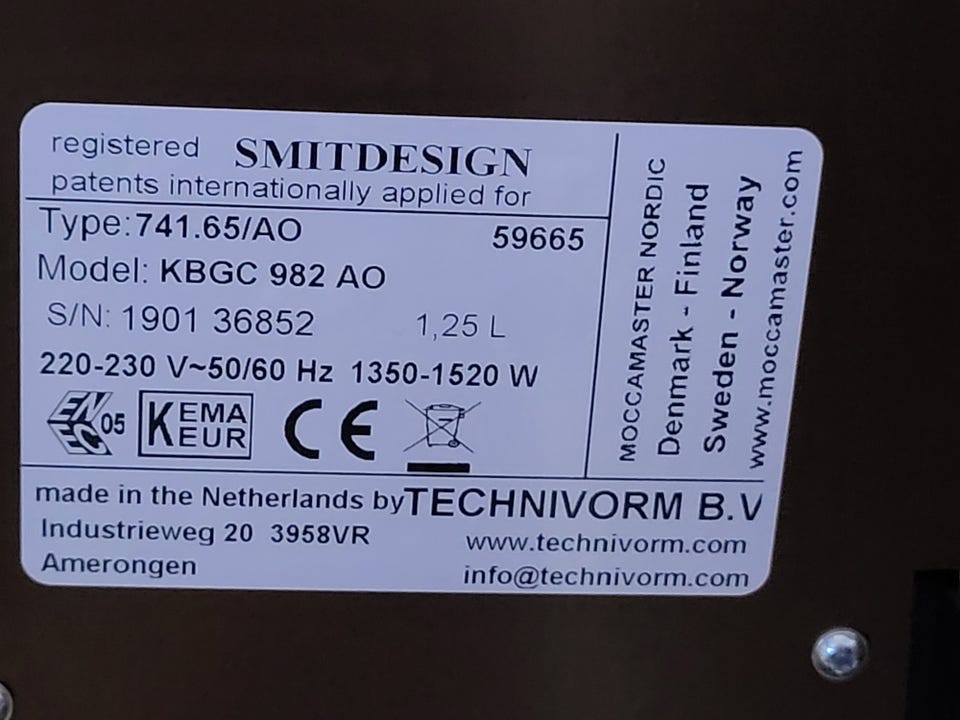 registered SMITDESIGN
patents internationally applied for
Type: 741.65/AO 59665
Model: KBGC 982 AO
S/N: 1901 36852 1,25 L
220-230 V~50/60 Hz 1350-1520 W
ENEC 05 KEMA KEUR CE
MOCCAMASTER NORDIC
Denmark - Finland
Sweden - Norway
www.moccamaster.com
made in the Netherlands by TECHNIVORM B.V
Industrieweg 20 3958VR www.technivorm.com
Amerongen info@technivorm.com